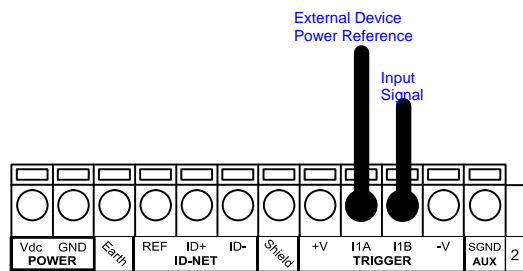 External Device
Power Reference
Input
Signal
Vdc GND Earth REF ID+ ID- Shield +V I1A I1B -V SGND 2
POWER ID-NET TRIGGER AUX